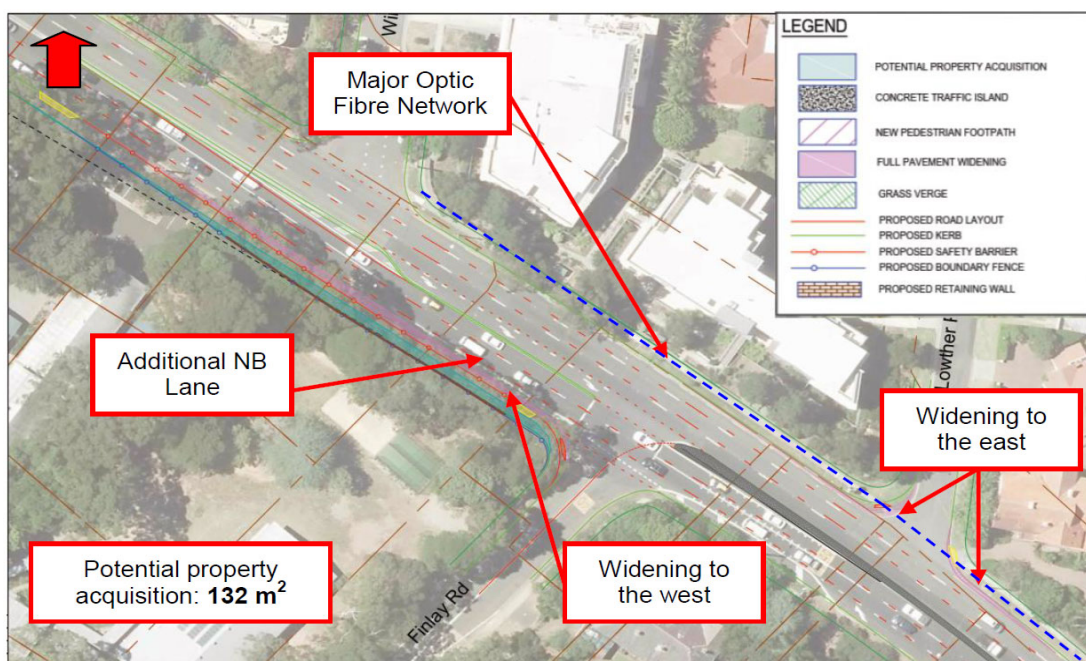 Wi
LEGEND
POTENTIAL PROPERTY ACQUISITION
CONCRETE TRAFFIC ISLAND
NEW PEDESTRIAN FOOTPATH
FULL PAVEMENT WIDENING
GRASS VERGE
PROPOSED ROAD LAYOUT
PROPOSED KERB
PROPOSED SAFETY BARRIER
PROPOSED BOUNDARY FENCE
PROPOSED RETAINING WALL
Major Optic
Fibre Network
Additional NB
Lane
Lowther R
Widening to
the east
Potential property
acquisition: 132 m²
Finlay Rd
Widening to
the west